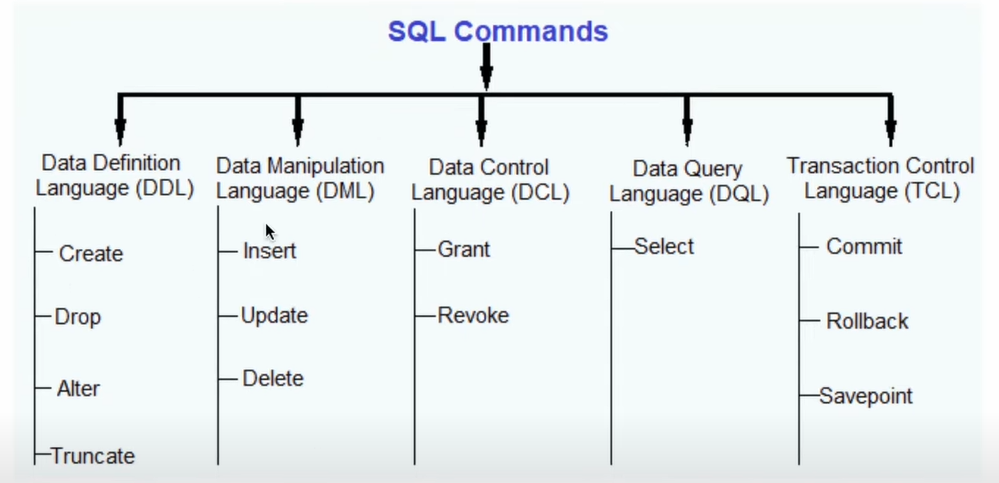 SQL Commands
Data Definition
Language (DDL)
Create
Drop
Alter
Truncate
Data Manipulation
Language (DML)
Insert
Update
Delete
Data Control
Language (DCL)
Grant
Revoke
Data Query
Language (DQL)
Select
Transaction Control
Language (TCL)
Commit
Rollback
Savepoint